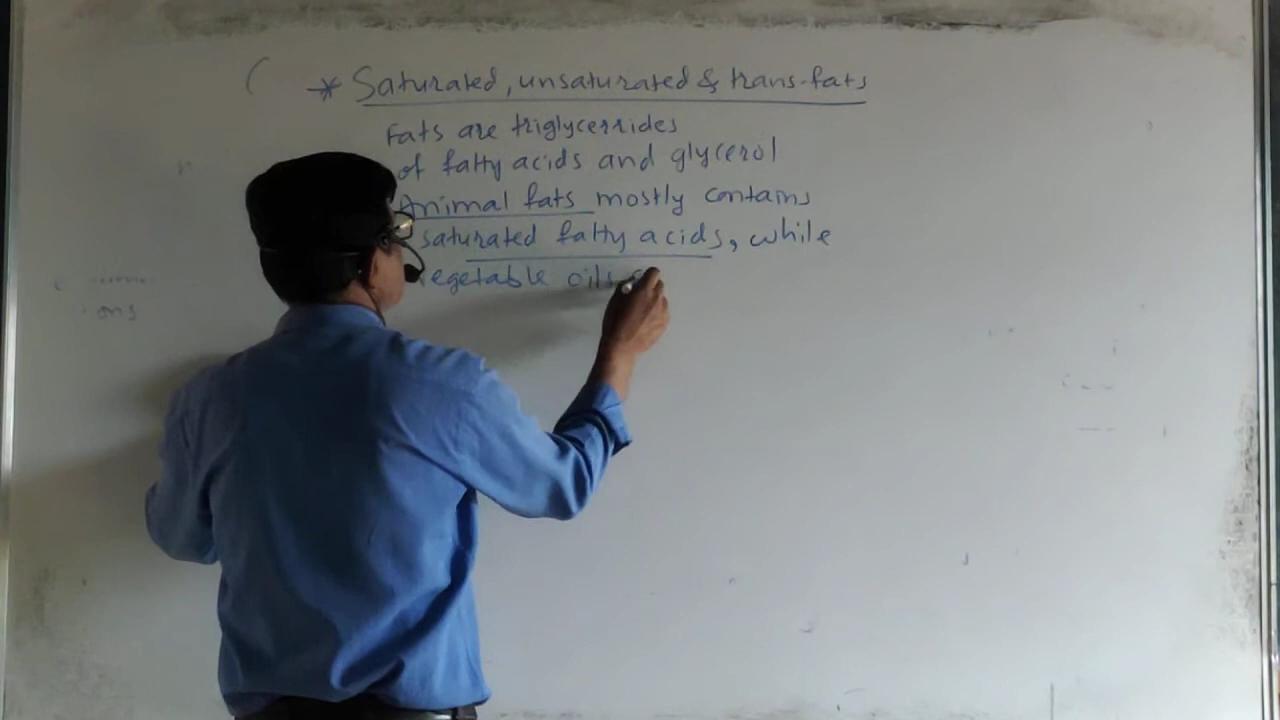 * Saturated, unsaturated & trans-fats
Fats are triglycerrides
of fatty acids and glycerol
Animal fats mostly contains
saturated fatty acids, while
vegetable oils
ons